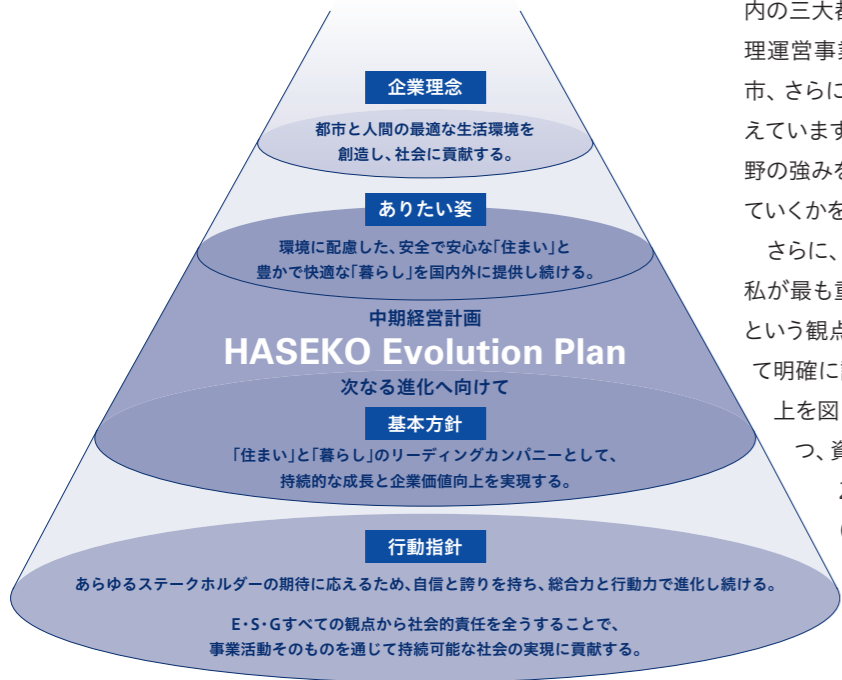 企業理念
都市と人間の最適な生活環境を
創造し、社会に貢献する。
ありたい姿
環境に配慮した、安全で安心な「住まい」と
豊かで快適な「暮らし」を国内外に提供し続ける。
中期経営計画
HASEKO Evolution Plan
次なる進化へ向けて
基本方針
「住まい」と「暮らし」のリーディングカンパニーとして、
持続的な成長と企業価値向上を実現する。
行動指針
あらゆるステークホルダーの期待に応えるため、自信と誇りを持ち、総合力と行動力で進化し続ける。
E・S・Gすべての観点から社会的責任を全うすることで、
事業活動そのものを通じて持続可能な社会の実現に貢献する。
内の三大都
理運営事業
市、さらに
えています
野の強みを
ていくかを
さらに、
私が最も重
という観点
て明確に
上を図
つ、資